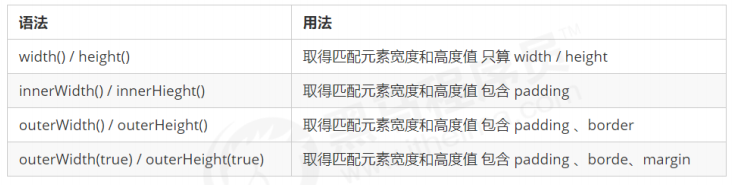 语法 用法
width() / height() 取得匹配元素宽度和高度值 只算 width / height
innerWidth() / innerHieght() 取得匹配元素宽度和高度值 包含 padding
outerWidth() / outerHeight() 取得匹配元素宽度和高度值 包含 padding 、border
outerWidth(true) / outerHeight(true) 取得匹配元素宽度和高度值 包含 padding 、borde、margin